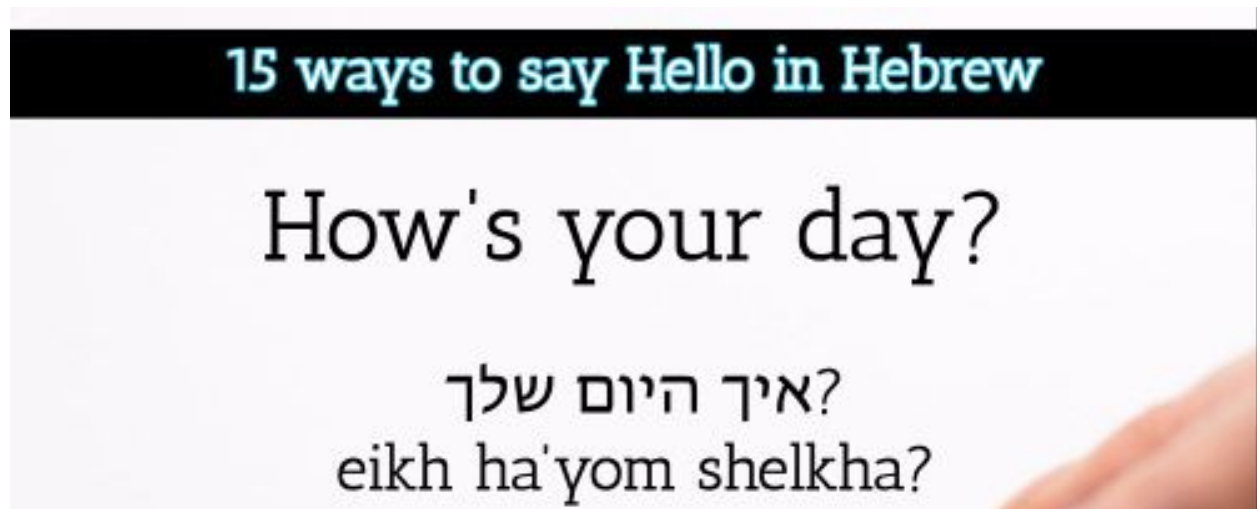 15 ways to say Hello in Hebrew
How's your day?
איך היום שלך?
eikh ha'yom shelkha?